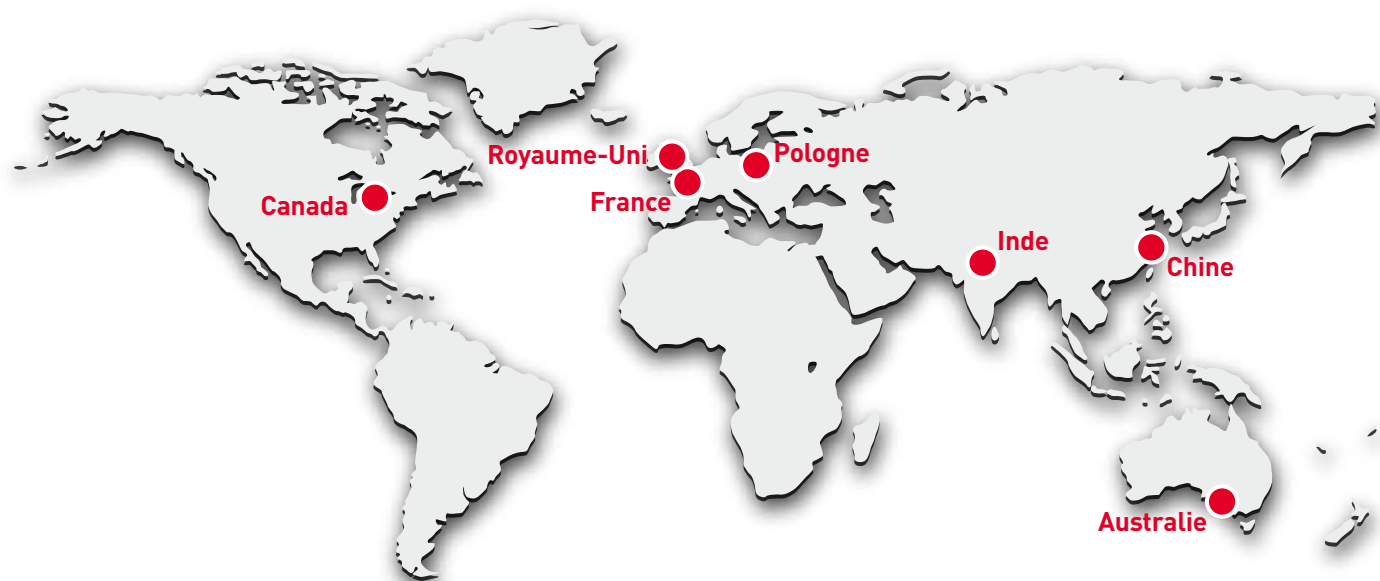 Royaume-Uni
Pologne
France
Canada
Inde
Chine
Australie